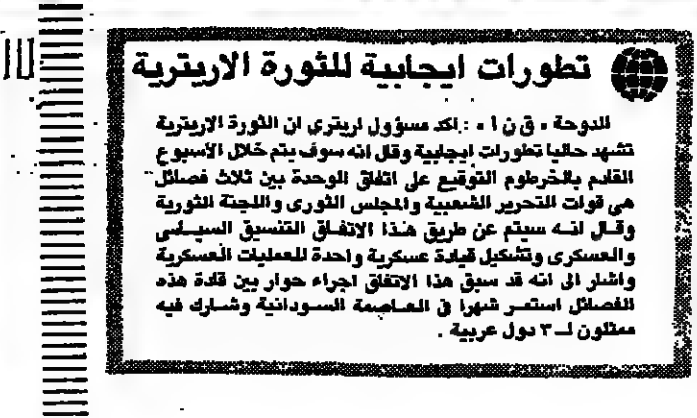 تطورات ايجابية للثورة الاريترية
الدوحة ـ ق ن ا ـ : اكد مسؤول اريتري ان الثورة الاريترية
تشهد حاليا تطورات ايجابية وقال انه سوف يتم خلال الاسبوع
القادم بالخرطوم التوقيع على اتفاق الوحدة بين ثلاث فصائل
هي قوات التحرير الشعبية والمجلس الثورى واللجنة الثورية
وقال انه سيتم عن طريق هذا الاتفاق التنسيق السياسى
والعسكرى وتشكيل قيادة عسكرية واحدة للعمليات العسكرية
واشار الى انه قد سبق هذا الاتفاق اجراء حوار بين قادة هذه
الفصائل استمر شهرا في العاصمة السودانية وشارك فيه
ممثلون لـ ٣ دول عربية .